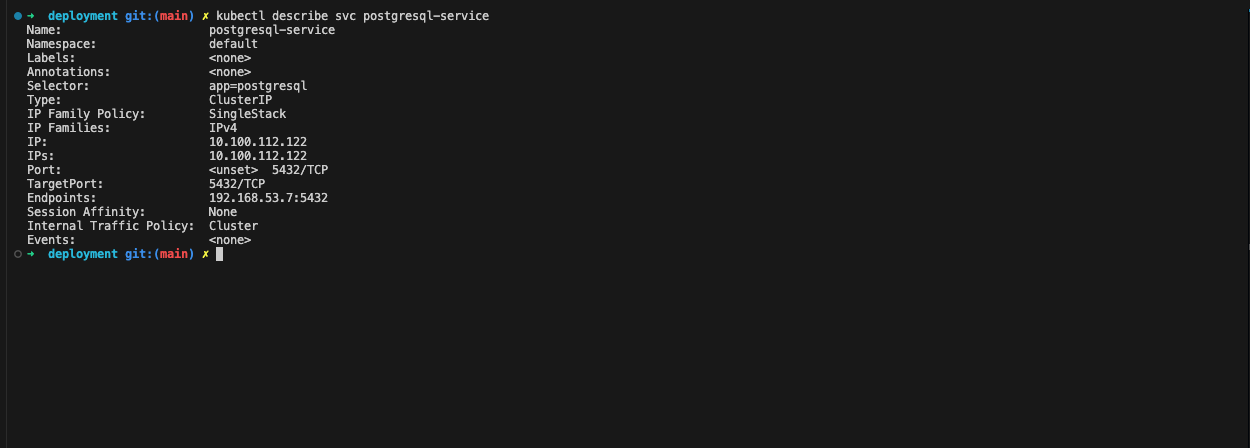 ➜  deployment git:(main) ✗ kubectl describe svc postgresql-service
Name:                     postgresql-service
Namespace:                default
Labels:                   <none>
Annotations:              <none>
Selector:                 app=postgresql
Type:                     ClusterIP
IP Family Policy:         SingleStack
IP Families:              IPv4
IP:                       10.100.112.122
IPs:                      10.100.112.122
Port:                     <unset>  5432/TCP
TargetPort:               5432/TCP
Endpoints:                192.168.53.7:5432
Session Affinity:         None
Internal Traffic Policy:  Cluster
Events:                   <none>
➜  deployment git:(main) ✗